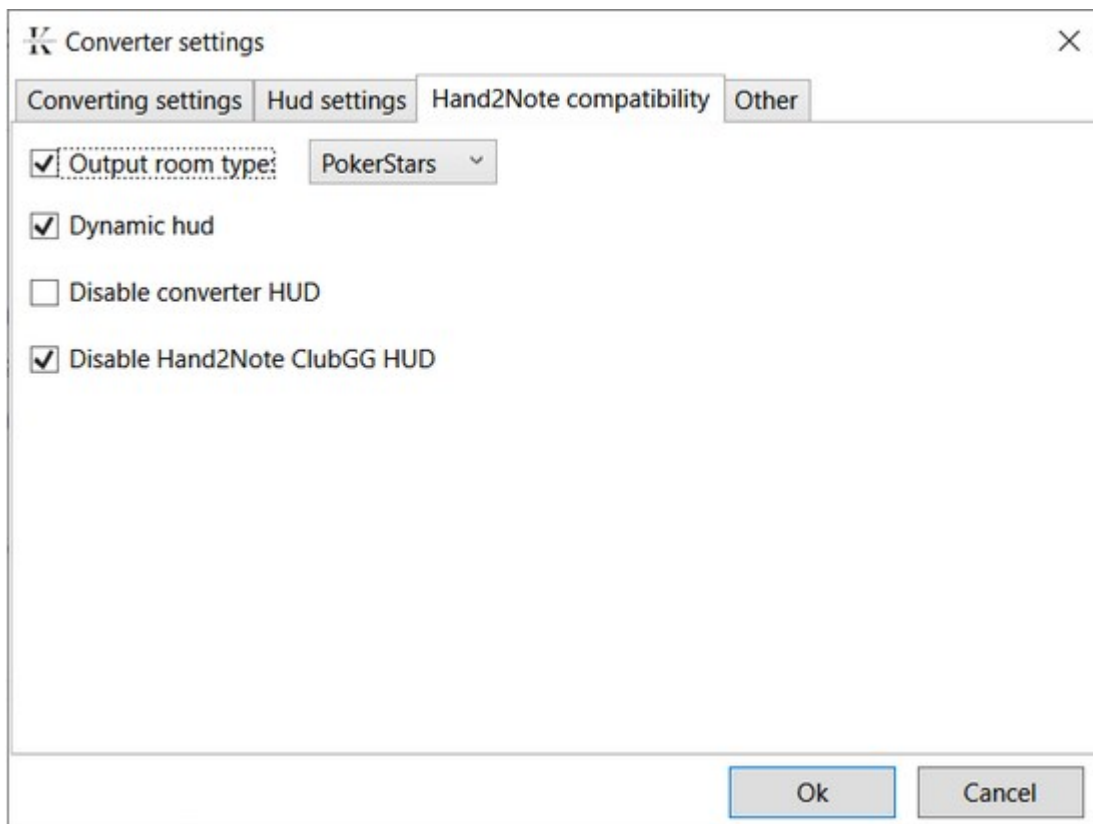 Converter settings
Converting settings Hud settings Hand2Note compatibility Other
Output room type: PokerStars
Dynamic hud
Disable converter HUD
Disable Hand2Note ClubGG HUD
Ok Cancel